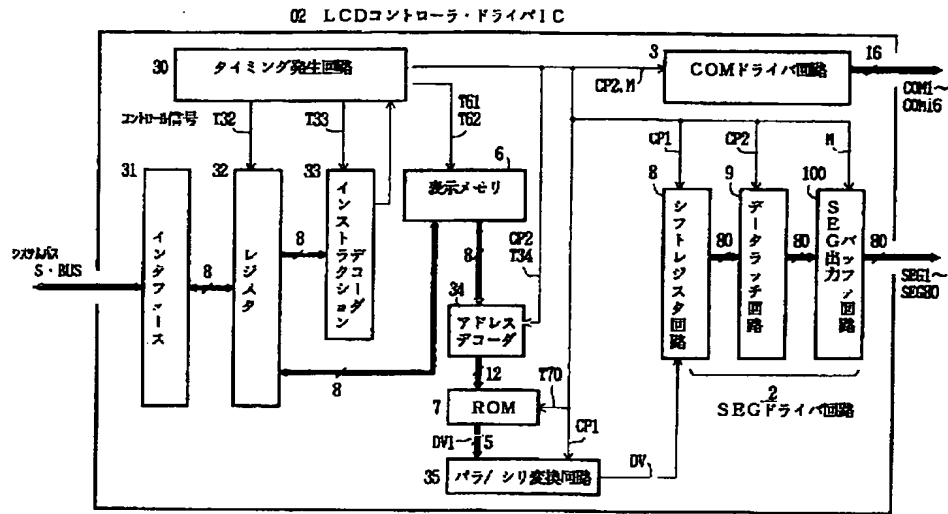 02 LCDコントローラ・ドライバIC
30
タイミング発生回路
3
COMドライバ回路
16
COM1~
COM16
CP2,M
コントロール信号
T32
T33
T61
T62
CP1
CP2
M
31
インタフェース
32
レジスタ
33
インストラクション
デコーダ
6
表示メモリ
8
シフトレジスタ回路
9
データラッチ回路
100
SEG出力
バッファ回路
システムバス
S・BUS
8
8
8
8
80
80
80
SEG1~
SEG80
CP2
T34
34
アドレス
デコーダ
12
7
ROM
T70
DV1
5
CP1
35
パラ/シリ変換回路
DV
2
SEGドライバ回路